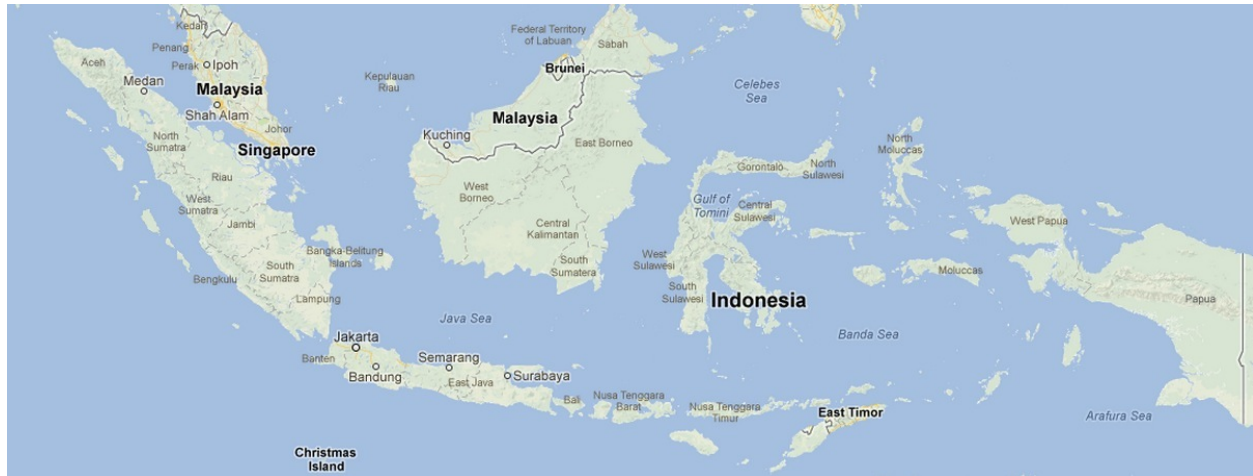 Kedah
Penang
Perak
Ipoh
Aceh
Medan
Malaysia
Shah Alam
Johor
Singapore
North
Sumatra
Riau
West
Sumatra
Jambi
Bengkulu
South
Sumatra
Lampung
Bangka-Belitung
Islands
Kepulauan
Riau
Federal Territory
of Labuan
Sabah
Brunei
Malaysia
Kuching
East Borneo
West
Borneo
Central
Kalimantan
South
Sumatera
Celebes
Sea
Gorontalo
North
Sulawesi
Gulf of
Tomini
Central
Sulawesi
West
Sulawesi
South
Sulawesi
Indonesia
North
Moluccas
West Papua
Moluccas
Papua
Java Sea
Banda Sea
Jakarta
Banten
Bandung
Semarang
East Java
Surabaya
Bali
Nusa Tenggara
Barat
Nusa Tenggara
Timur
East Timor
Arafura Sea
Christmas
Island